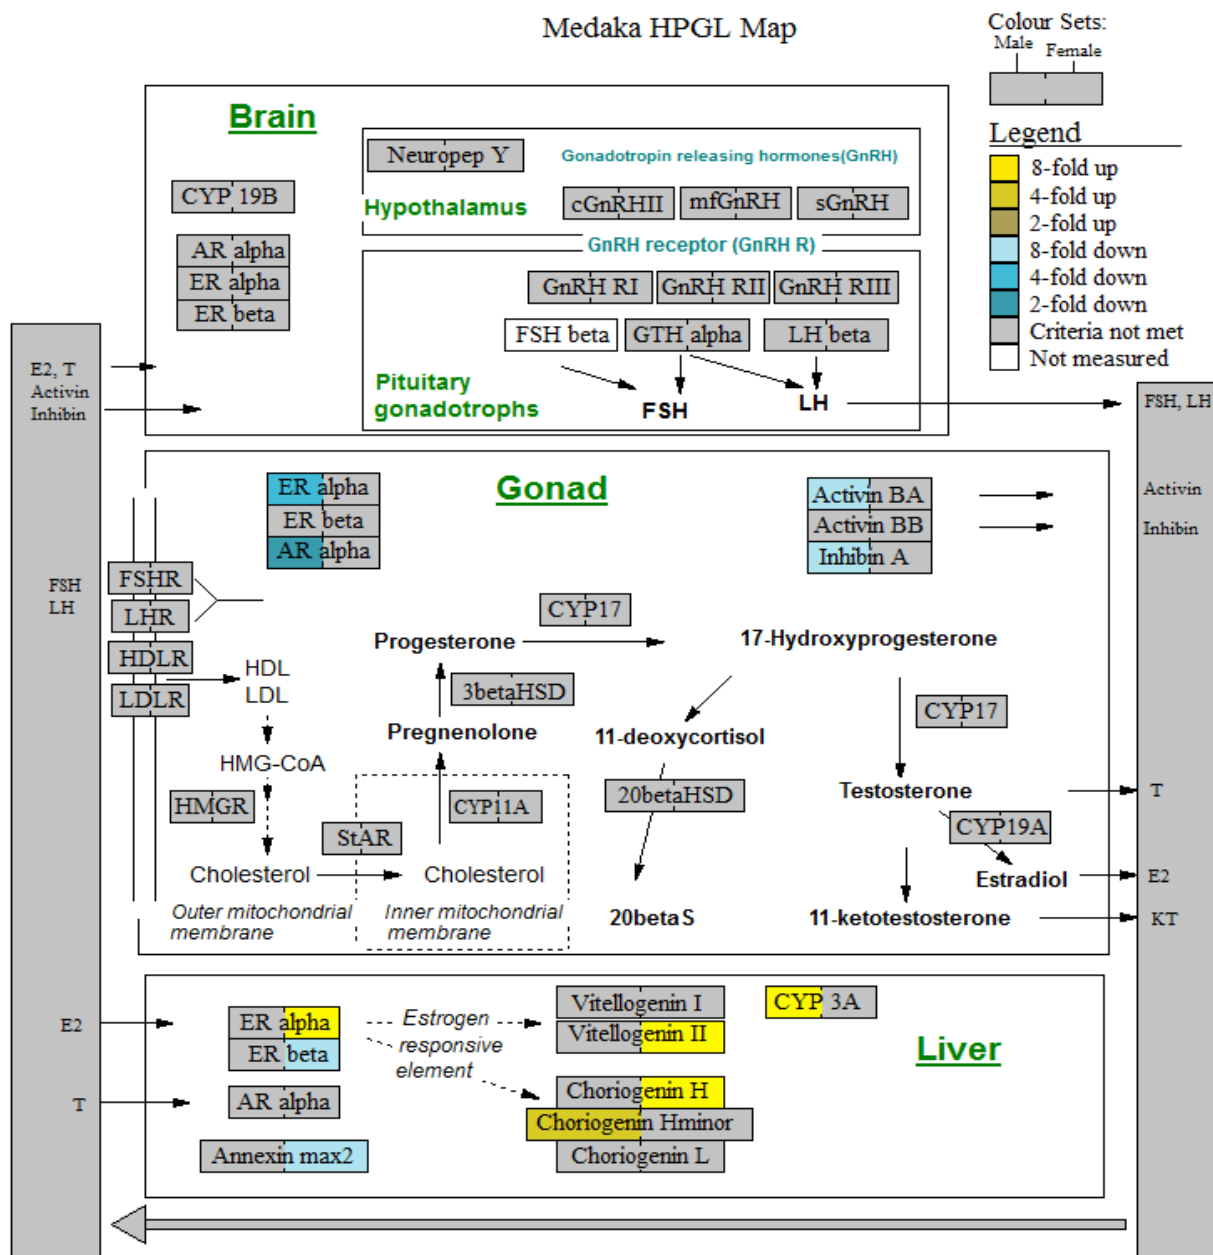 Medaka HPGL Map
Colour Sets:
Male
Female
Legend
8-fold up
4-fold up
2-fold up
8-fold down
4-fold down
2-fold down
Criteria not met
Not measured
Brain
CYP 19B
AR alpha
ER alpha
ER beta
Neuropep Y
Gonadotropin releasing hormones(GnRH)
Hypothalamus
cGnRHII
mfGnRH
sGnRH
GnRH receptor (GnRH R)
GnRH RI
GnRH RII
GnRH RIII
FSH beta
GTH alpha
LH beta
Pituitary
gonadotrophs
FSH
LH
E2, T
Activin
Inhibin
FSH, LH
Gonad
ER alpha
ER beta
AR alpha
Activin BA
Activin BB
Inhibin A
Activin
Inhibin
FSH
LH
FSHR
LHR
HDLR
LDLR
HDL
LDL
HMG-CoA
HMGR
Cholesterol
StAR
Outer mitochondrial
membrane
Progesterone
CYP17
17-Hydroxyprogesterone
3betaHSD
Pregnenolone
CYP11A
Cholesterol
Inner mitochondrial
membrane
11-deoxycortisol
20betaHSD
20betaS
CYP17
Testosterone
CYP19A
Estradiol
11-ketotestosterone
T
E2
KT
E2
T
ER alpha
ER beta
AR alpha
Annexin max2
Estrogen
responsive
element
Vitellogenin I
Vitellogenin II
Choriogenin H
Choriogenin Hminor
Choriogenin L
CYP 3A
Liver